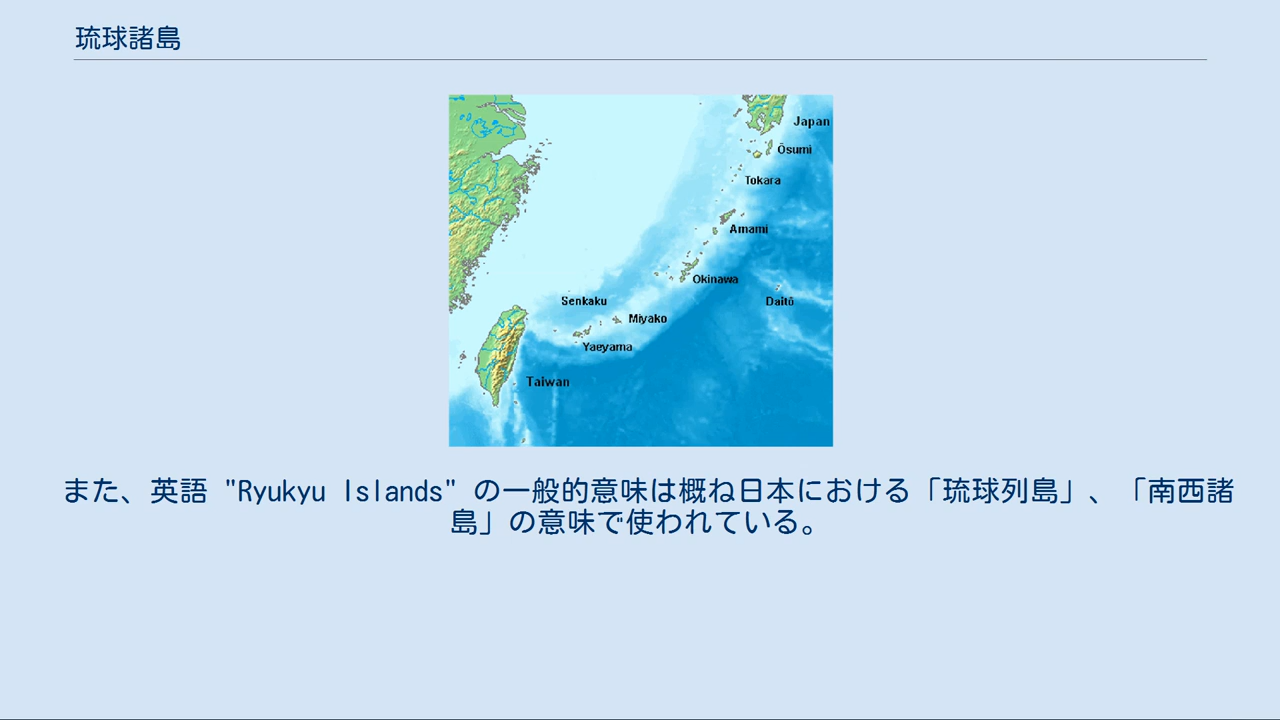 琉球諸島
Japan
Ōsumi
Tokara
Amami
Okinawa
Senkaku
Daitō
Miyako
Yaeyama
Taiwan
また、英語 "Ryukyu Islands" の一般的意味は概ね日本における「琉球列島」、「南西諸
島」の意味で使われている。